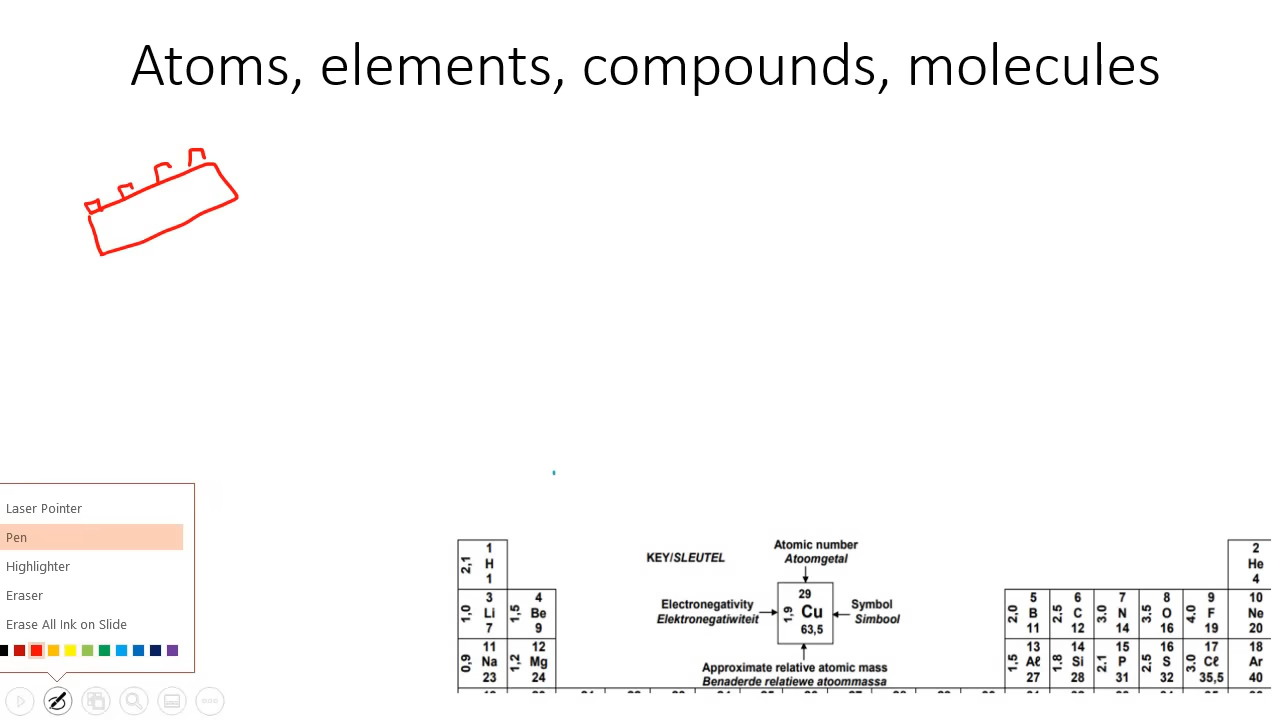 Atoms, elements, compounds, molecules
Laser Pointer
Pen
Highlighter
Eraser
Erase All Ink on Slide
KEY/SLEUTEL
Atomic number
Atoomgetal
Electronegativity
Elektronegatiwiteit
29
1,9 Cu
63,5
Symbol
Simbool
Approximate relative atomic mass
Benaderde relatiewe atoommassa
1 2
2,1 H He
1 4
3 4 5 6 7 8 9 10
1,0 Li 1,5 Be 2,0 B 2,5 C 3,0 N 3,5 O 4,0 F Ne
7 9 11 12 14 16 19 20
11 12 13 14 15 16 17 18
0,9 Na 1,2 Mg 1,5 Aℓ 1,8 Si 2,1 P 2,5 S 3,0 Cℓ Ar
23 24 27 28 31 32 35,5 40